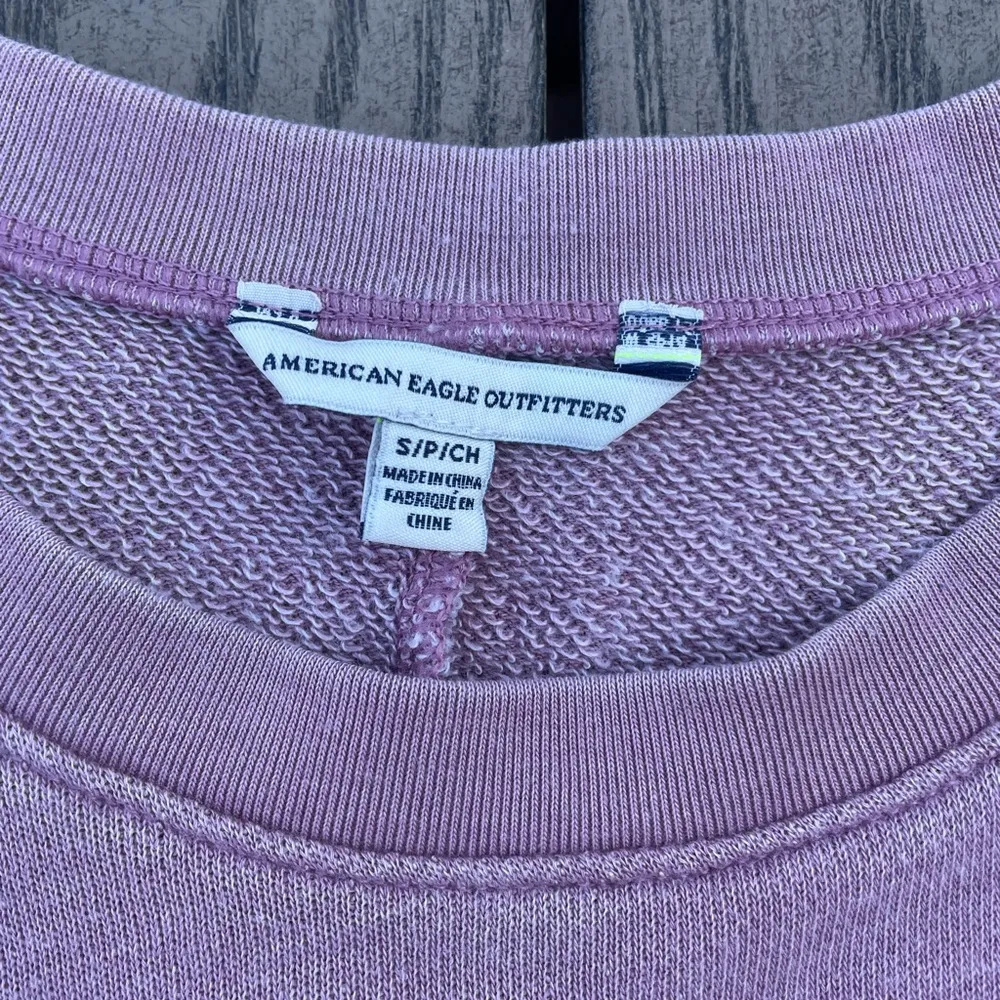 AMERICAN EAGLE OUTFITTERS
S/P/CH
MADE IN CHINA
FABRIQUÉ EN
CHINE